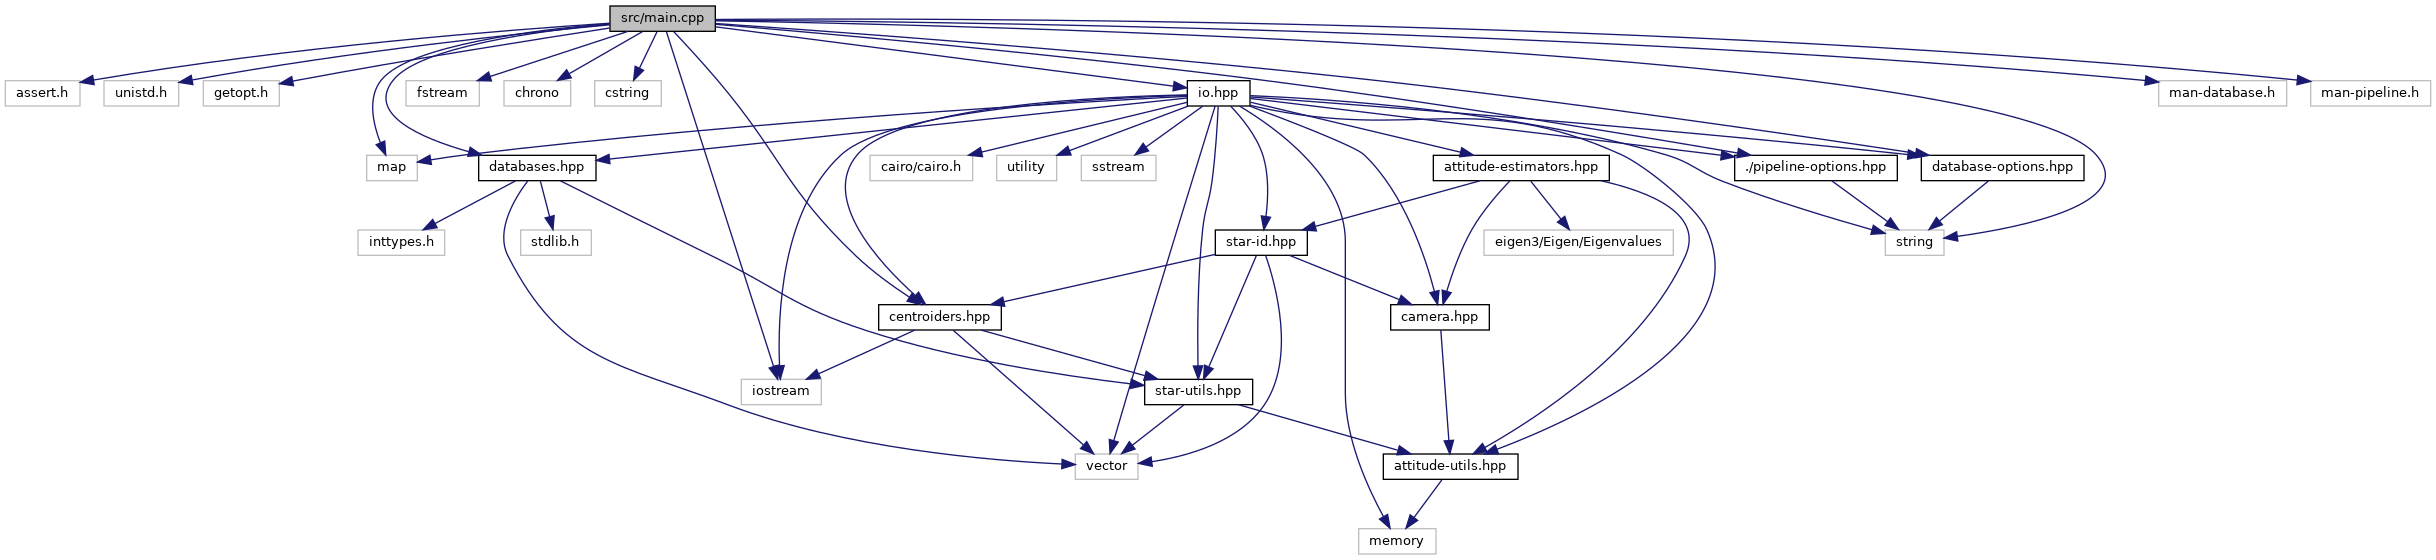 src/main.cpp
assert.h
unistd.h
getopt.h
fstream
chrono
cstring
io.hpp
man-database.h
man-pipeline.h
map
databases.hpp
cairo/cairo.h
utility
sstream
attitude-estimators.hpp
./pipeline-options.hpp
database-options.hpp
inttypes.h
stdlib.h
star-id.hpp
eigen3/Eigen/Eigenvalues
string
centroiders.hpp
camera.hpp
iostream
star-utils.hpp
vector
attitude-utils.hpp
memory